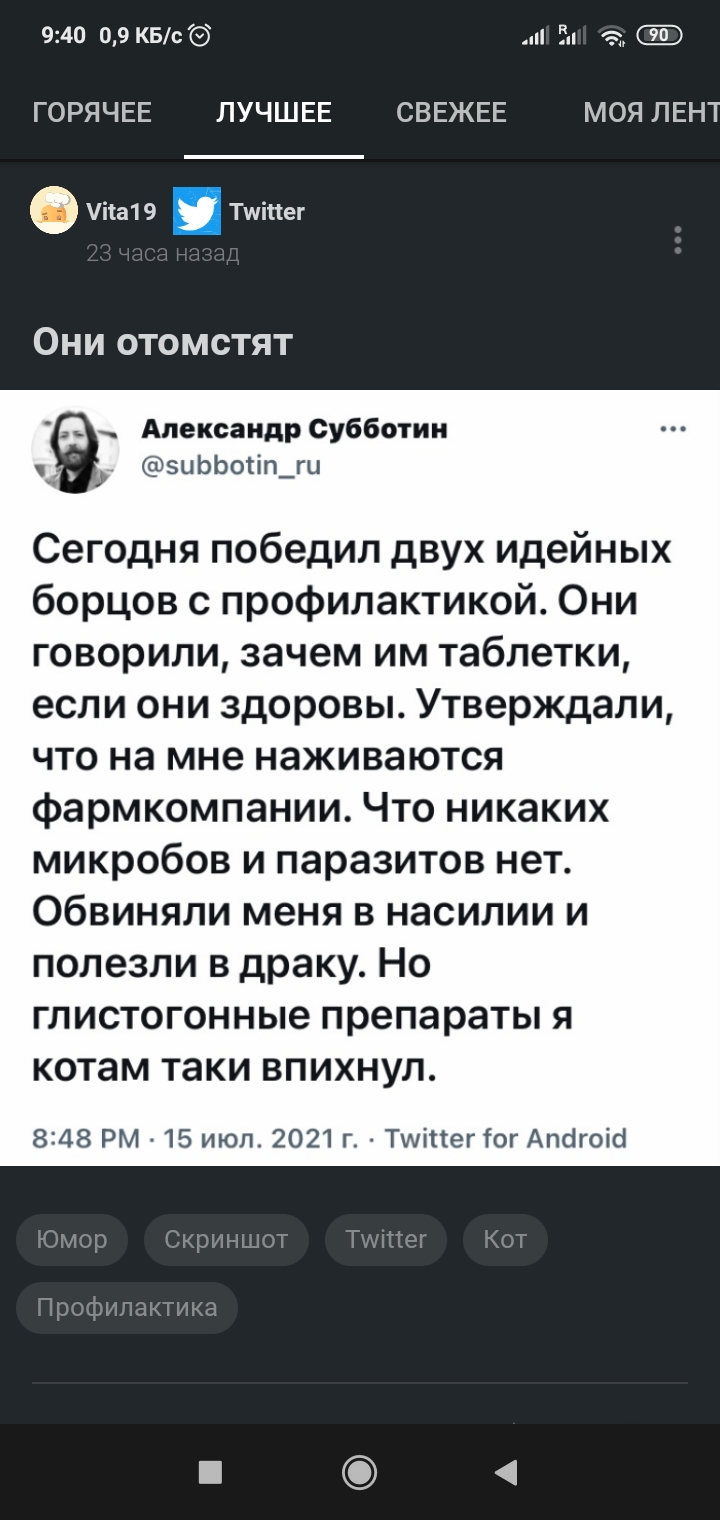 9:40 0,9 КБ/с R 90
ГОРЯЧЕЕ ЛУЧШЕЕ СВЕЖЕЕ МОЯ ЛЕНТ
Vita19 Twitter
23 часа назад
Они отомстят
Александр Субботин
@subbotin_ru
Сегодня победил двух идейных
борцов с профилактикой. Они
говорили, зачем им таблетки,
если они здоровы. Утверждали,
что на мне наживаются
фармкомпании. Что никаких
микробов и паразитов нет.
Обвиняли меня в насилии и
полезли в драку. Но
глистогонные препараты я
котам таки впихнул.
8:48 PM · 15 июл. 2021 г. · Twitter for Android
Юмор Скриншот Twitter Кот
Профилактика